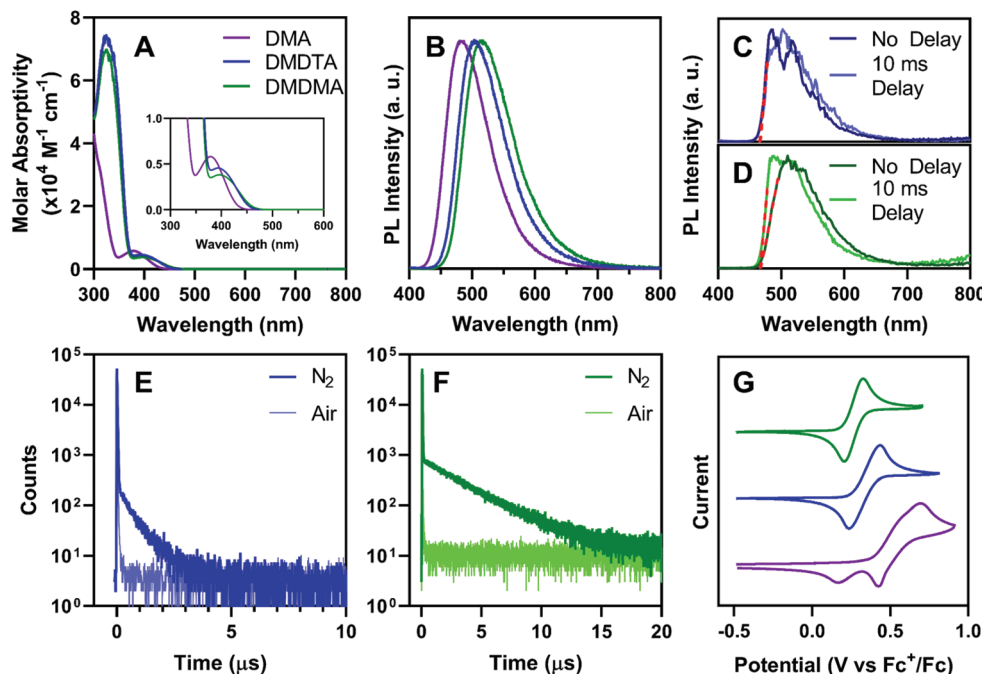 A
DMA
DMDTA
DMDMA
Molar Absorptivity
(x10⁴ M⁻¹ cm⁻¹)
8
6
4
2
0
300 400 500 600 700 800
Wavelength (nm)
1.0
0.5
0.0
300 400 500 600
Wavelength (nm)
B
PL Intensity (a. u.)
400 500 600 700 800
Wavelength (nm)
C
No Delay
10 ms
Delay
D
No Delay
10 ms
Delay
PL Intensity (a. u.)
400 500 600 700 800
Wavelength (nm)
E
N₂
Air
Counts
10⁵
10⁴
10³
10²
10¹
10⁰
0 5 10
Time (μs)
F
N₂
Air
10⁵
10⁴
10³
10²
10¹
10⁰
0 5 10 15 20
Time (μs)
G
Current
-0.5 0.0 0.5 1.0
Potential (V vs Fc⁺/Fc)